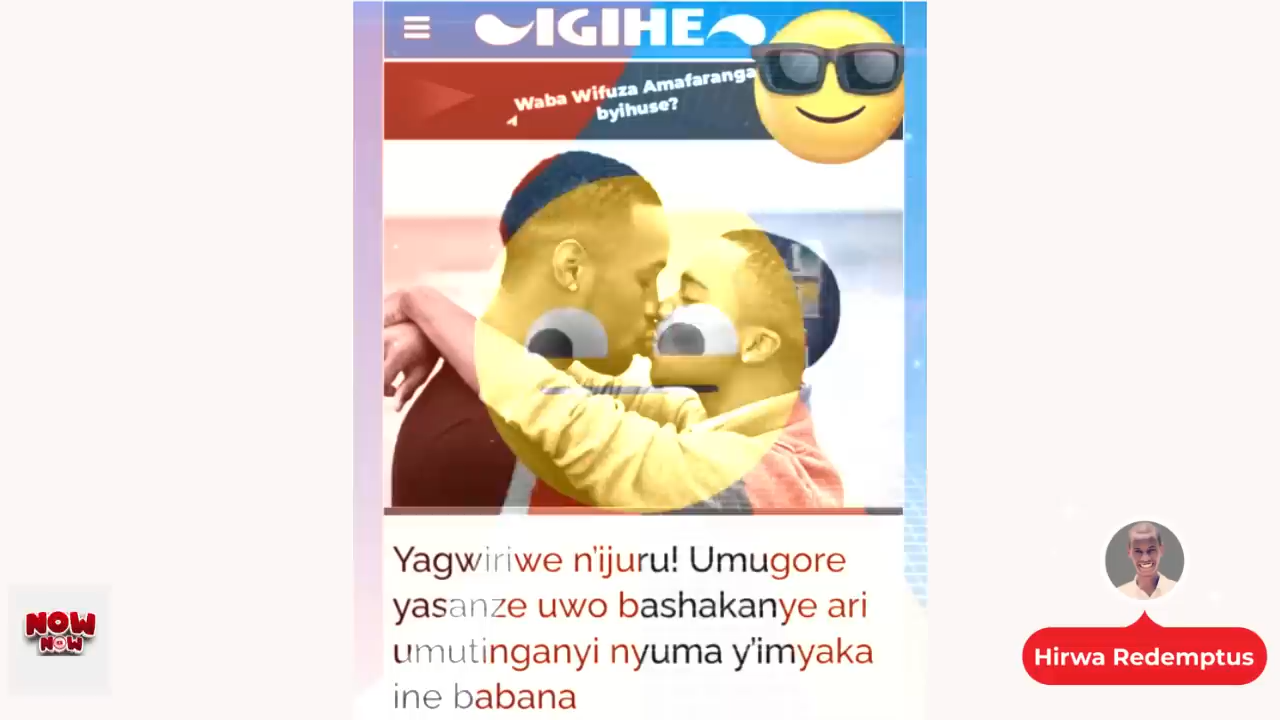 IGIHE
Waba Wifuza Amafaranga
byihuse?
Yagwiriwe n'ijuru! Umugore
yasanze uwo bashakanye ari
umutinganyi nyuma y'imyaka
ine babana
NOW
NOW
Hirwa Redemptus